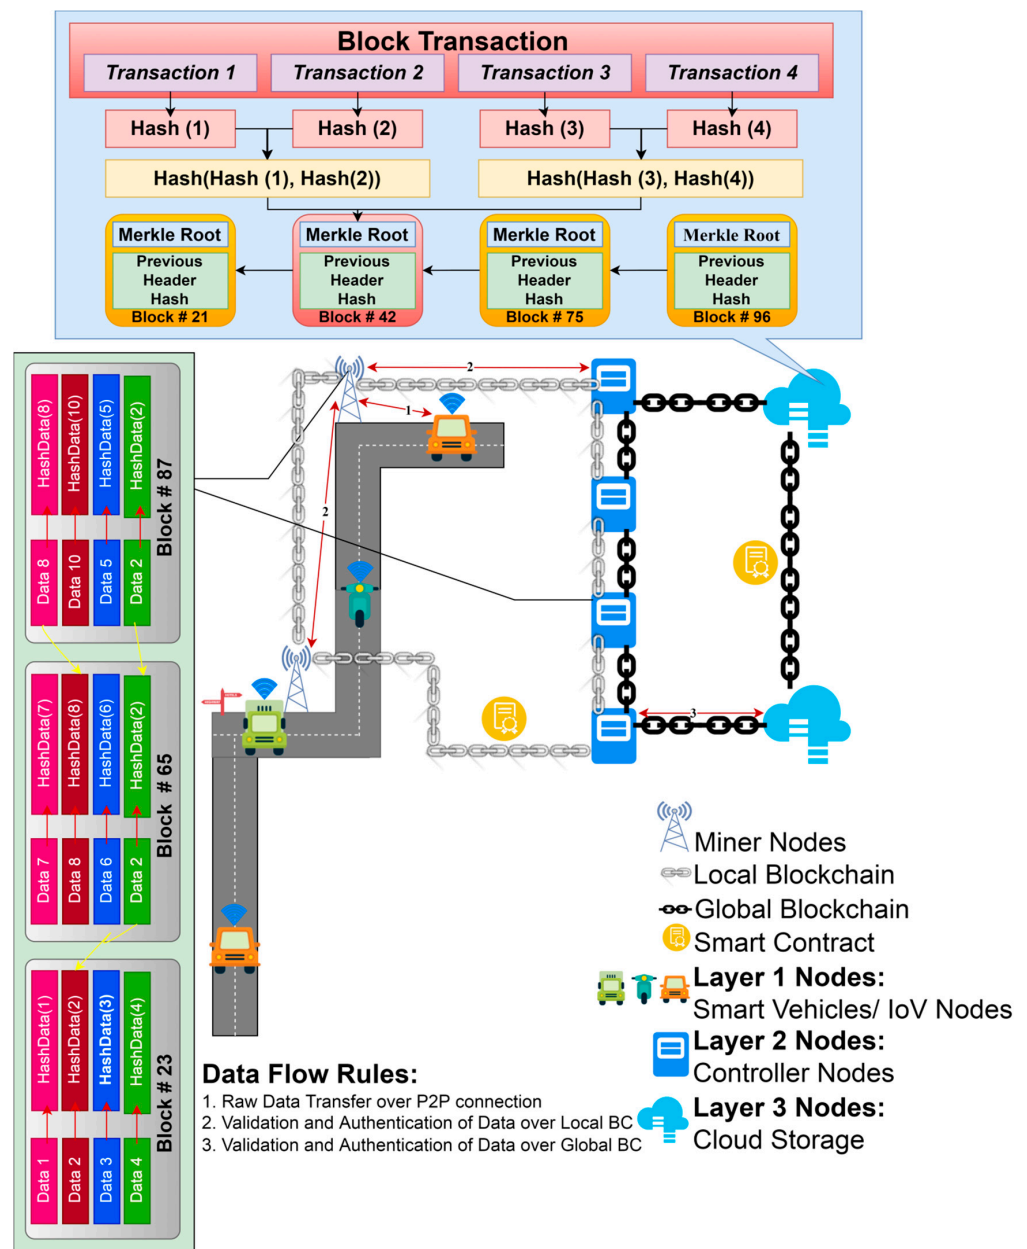 Block Transaction
Transaction 1
Transaction 2
Transaction 3
Transaction 4
Hash (1)
Hash (2)
Hash (3)
Hash (4)
Hash(Hash (1), Hash(2))
Hash(Hash (3), Hash(4))
Merkle Root
Previous
Header
Hash
Block # 21
Merkle Root
Previous
Header
Hash
Block # 42
Merkle Root
Previous
Header
Hash
Block # 75
Merkle Root
Previous
Header
Hash
Block # 96
HashData(8)
HashData(10)
HashData(5)
HashData(2)
Data 8
Data 10
Data 5
Data 2
Block # 87
HashData(7)
HashData(8)
HashData(6)
HashData(2)
Data 7
Data 8
Data 6
Data 2
Block # 65
HashData(1)
HashData(2)
HashData(3)
HashData(4)
Data 1
Data 2
Data 3
Data 4
Block # 23
2
1
2
3
Miner Nodes
Local Blockchain
Global Blockchain
Smart Contract
Layer 1 Nodes:
Smart Vehicles/ IoV Nodes
Layer 2 Nodes:
Controller Nodes
Layer 3 Nodes:
Cloud Storage
Data Flow Rules:
1. Raw Data Transfer over P2P connection
2. Validation and Authentication of Data over Local BC
3. Validation and Authentication of Data over Global BC